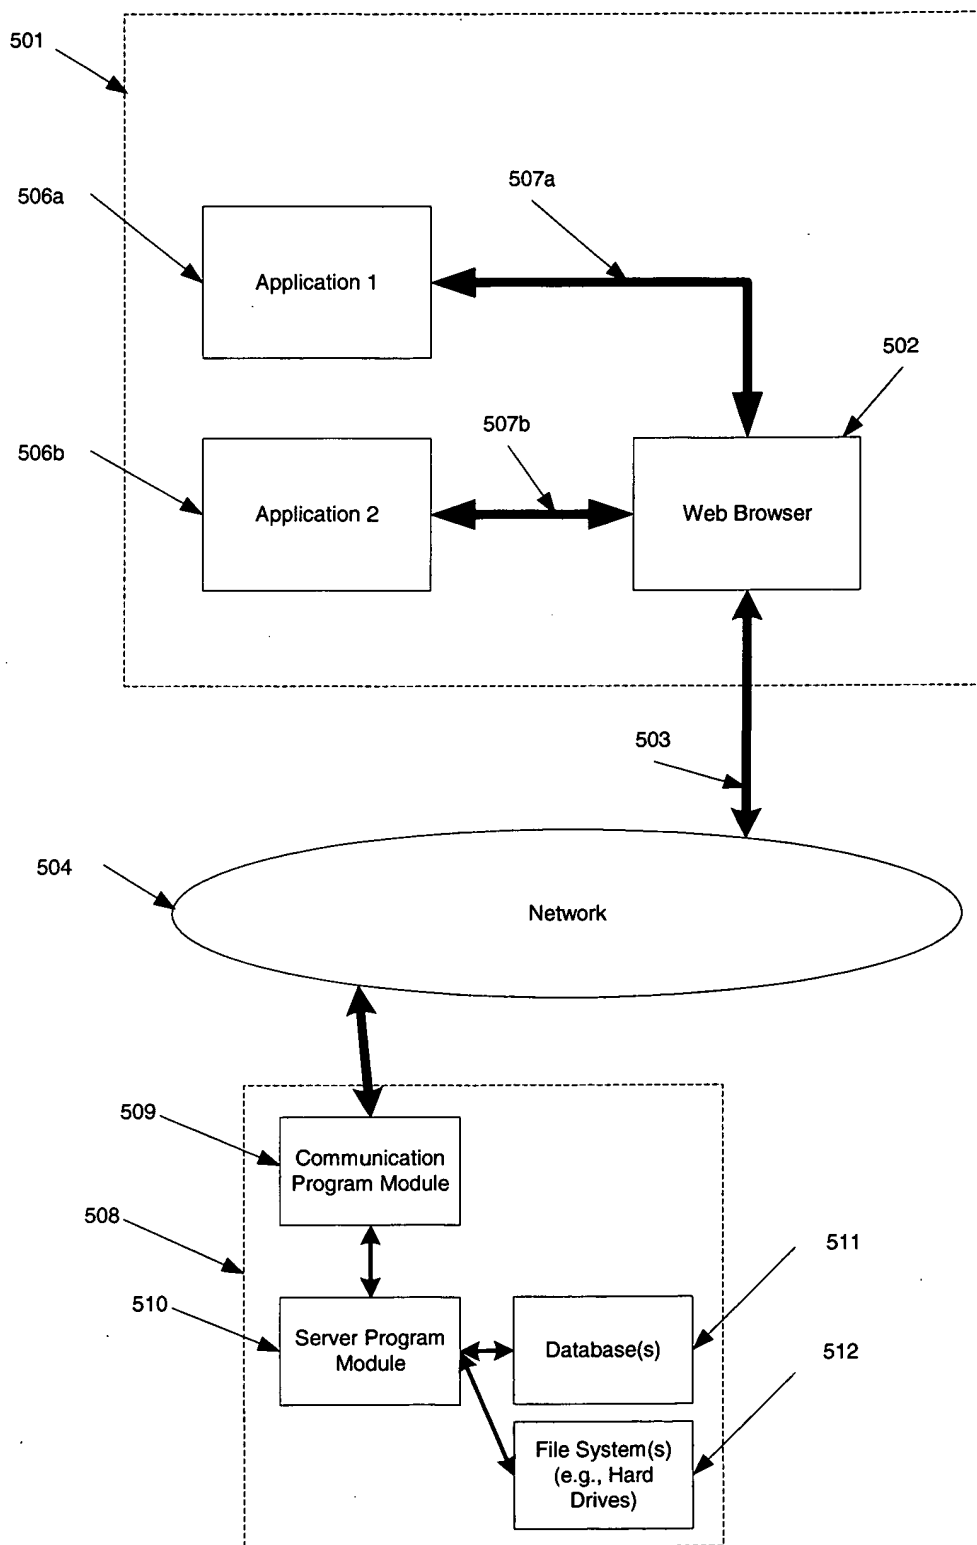 501
506a
507a
Application 1
502
506b
507b
Application 2
Web Browser
503
504
Network
509
Communication
Program Module
508
511
510
Server Program
Module
Database(s)
512
File System(s)
(e.g., Hard
Drives)